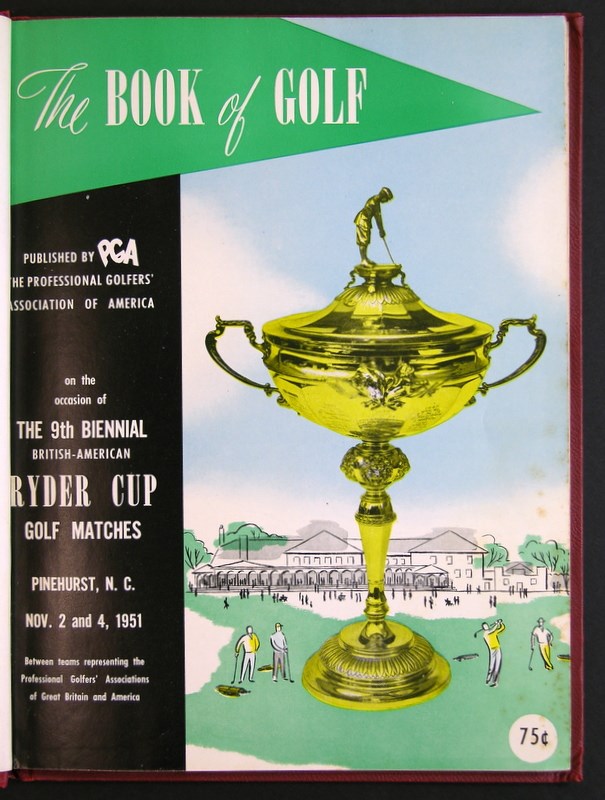 The BOOK of GOLF
PUBLISHED BY PGA
THE PROFESSIONAL GOLFERS'
ASSOCIATION OF AMERICA
on the
occasion of
THE 9th BIENNIAL
BRITISH-AMERICAN
RYDER CUP
GOLF MATCHES
PINEHURST, N. C.
NOV. 2 and 4, 1951
Between teams representing the
Professional Golfers' Associations
of Great Britain and America
75¢